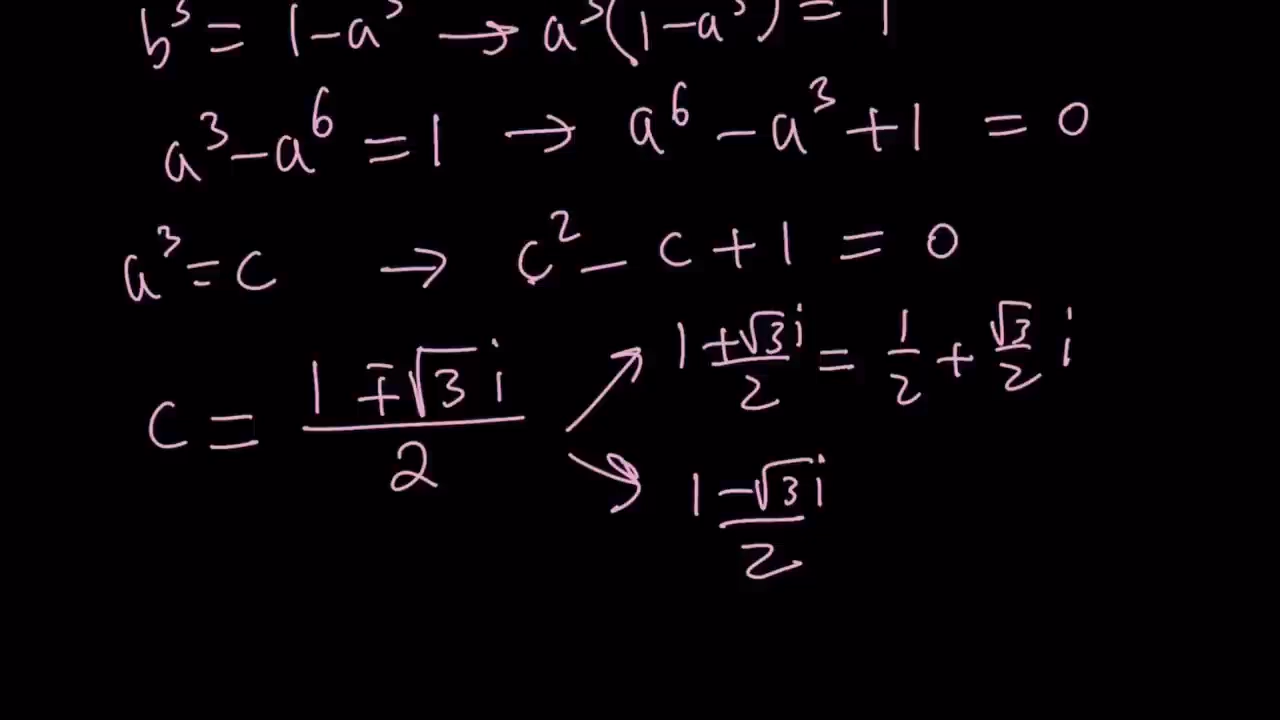 b³ = 1-a³ → a³(1-a³) = 1
a³-a⁶ = 1 → a⁶-a³+1 = 0
a³=c → c²-c+1 = 0
c = (1∓√3 i)/2
(1+√3 i)/2 = 1/2 + √3/2 i
(1-√3 i)/2